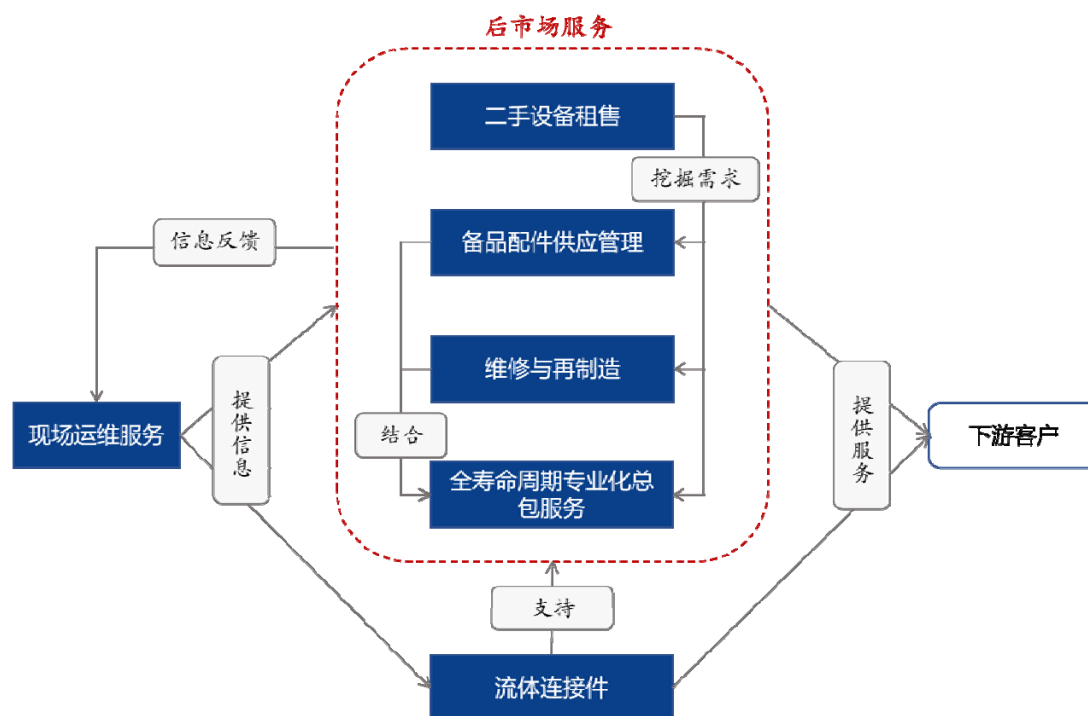 后市场服务
二手设备租售
挖掘需求
信息反馈
备品配件供应管理
维修与再制造
提供信息
提供服务
现场运维服务
结合
下游客户
全寿命周期专业化总
包服务
支持
流体连接件